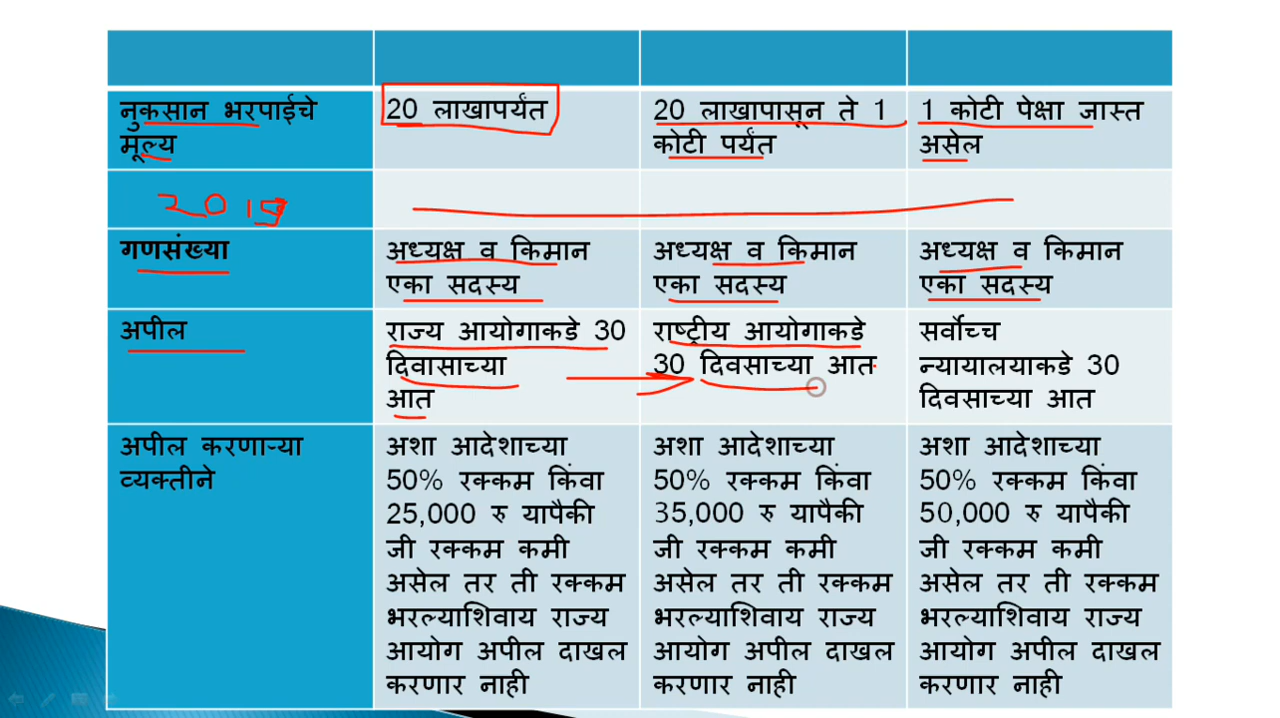 नुकसान भरपाईचे
मूल्य
20 लाखापर्यंत
20 लाखापासून ते 1
कोटी पर्यंत
1 कोटी पेक्षा जास्त
असेल
2019
गणसंख्या
अध्यक्ष व किमान
एका सदस्य
अध्यक्ष व किमान
एका सदस्य
अध्यक्ष व किमान
एका सदस्य
अपील
राज्य आयोगाकडे 30
दिवासाच्या
आत
राष्ट्रीय आयोगाकडे
30 दिवसाच्या आत
सर्वोच्च
न्यायालयाकडे 30
दिवसाच्या आत
अपील करणाऱ्या
व्यक्तीने
अशा आदेशाच्या
50% रक्कम किंवा
25,000 रु यापैकी
जी रक्कम कमी
असेल तर ती रक्कम
भरल्याशिवाय राज्य
आयोग अपील दाखल
करणार नाही
अशा आदेशाच्या
50% रक्कम किंवा
35,000 रु यापैकी
जी रक्कम कमी
असेल तर ती रक्कम
भरल्याशिवाय राज्य
आयोग अपील दाखल
करणार नाही
अशा आदेशाच्या
50% रक्कम किंवा
50,000 रु यापैकी
जी रक्कम कमी
असेल तर ती रक्कम
भरल्याशिवाय राज्य
आयोग अपील दाखल
करणार नाही